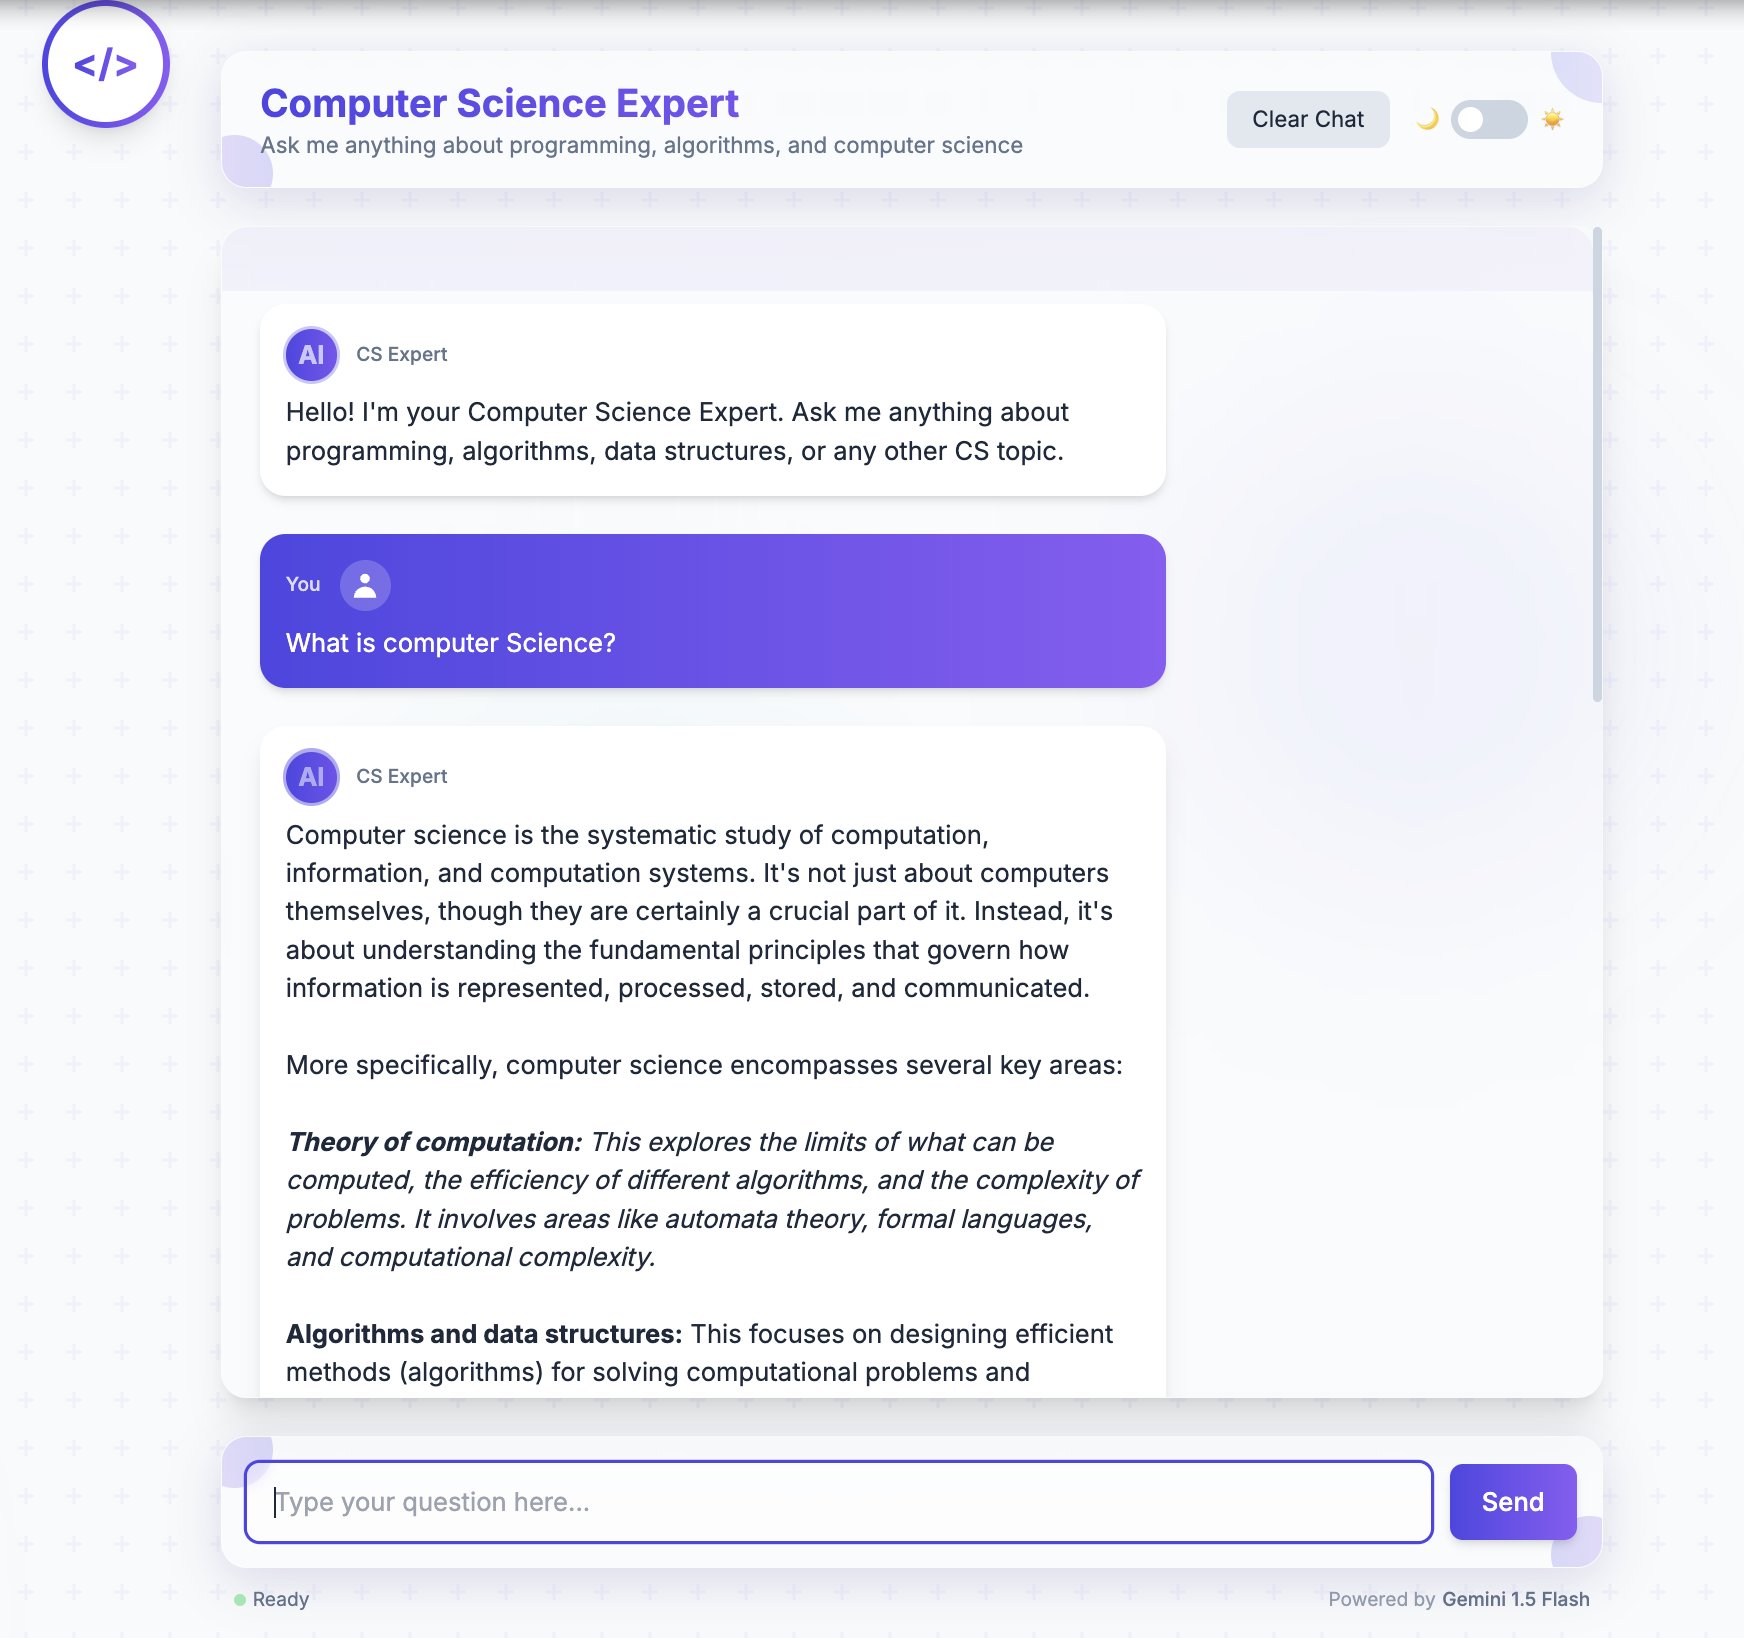 </>
Computer Science Expert
Ask me anything about programming, algorithms, and computer science
Clear Chat
AI CS Expert
Hello! I'm your Computer Science Expert. Ask me anything about
programming, algorithms, data structures, or any other CS topic.
You
What is computer Science?
AI CS Expert
Computer science is the systematic study of computation,
information, and computation systems. It's not just about computers
themselves, though they are certainly a crucial part of it. Instead, it's
about understanding the fundamental principles that govern how
information is represented, processed, stored, and communicated.
More specifically, computer science encompasses several key areas:
Theory of computation: This explores the limits of what can be
computed, the efficiency of different algorithms, and the complexity of
problems. It involves areas like automata theory, formal languages,
and computational complexity.
Algorithms and data structures: This focuses on designing efficient
methods (algorithms) for solving computational problems and
Type your question here...
Send
Ready
Powered by Gemini 1.5 Flash